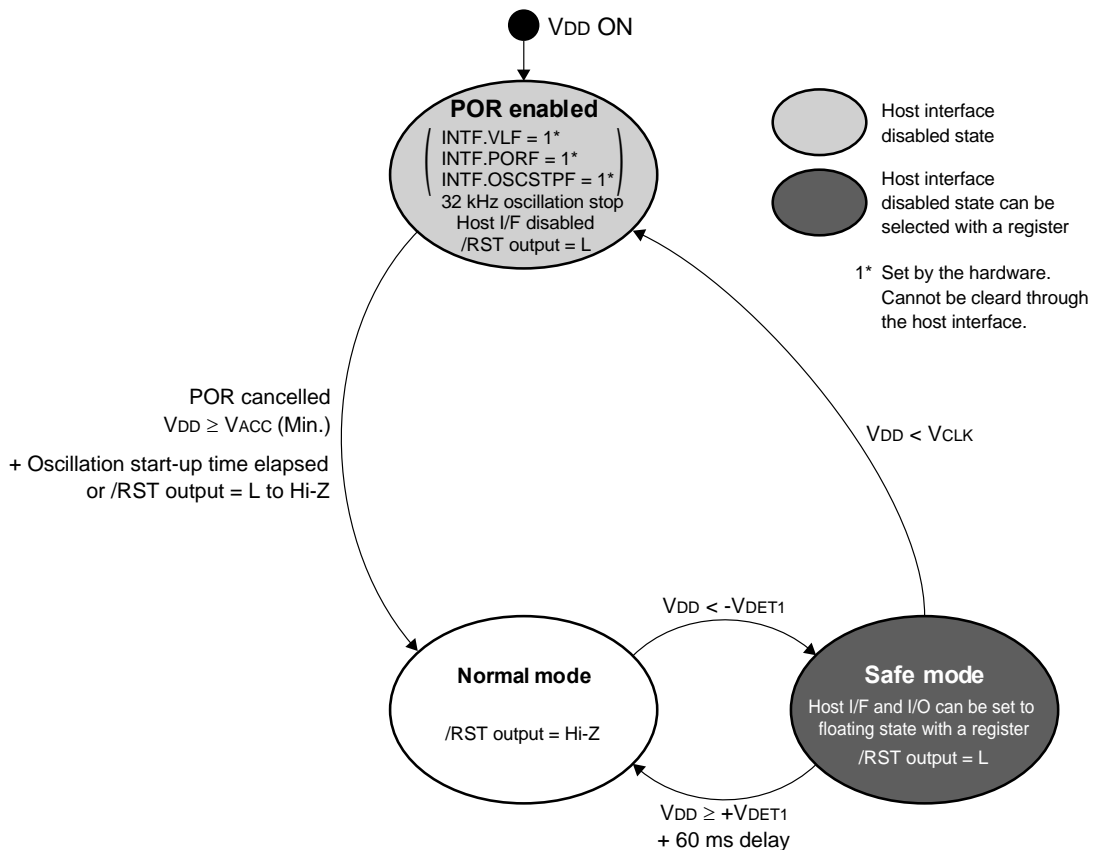 VDD ON
POR enabled
INTF.VLF = 1*
INTF.PORF = 1*
INTF.OSCSTPF = 1*
32 kHz oscillation stop
Host I/F disabled
/RST output = L
Host interface
disabled state
Host interface
disabled state can be
selected with a register
1* Set by the hardware.
Cannot be cleard through
the host interface.
POR cancelled
VDD ≥ VACC (Min.)
+ Oscillation start-up time elapsed
or /RST output = L to Hi-Z
VDD < VCLK
VDD < -VDET1
Normal mode
/RST output = Hi-Z
Safe mode
Host I/F and I/O can be set to
floating state with a register
/RST output = L
VDD ≥ +VDET1
+ 60 ms delay